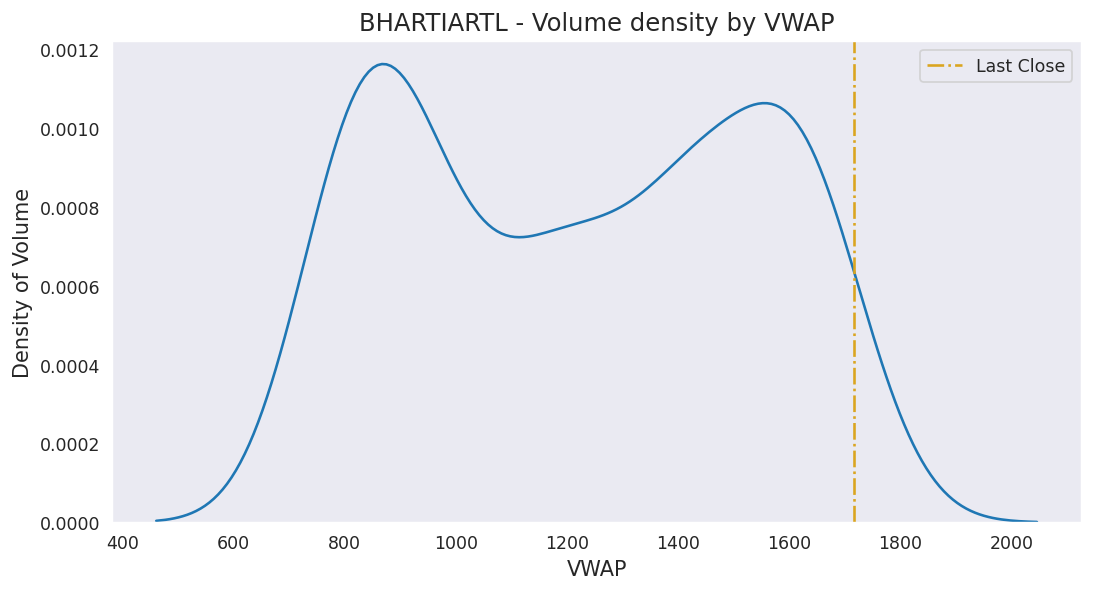 BHARTIARTL - Volume density by VWAP
Last Close
Density of Volume
0.0012
0.0010
0.0008
0.0006
0.0004
0.0002
0.0000
400 600 800 1000 1200 1400 1600 1800 2000
VWAP